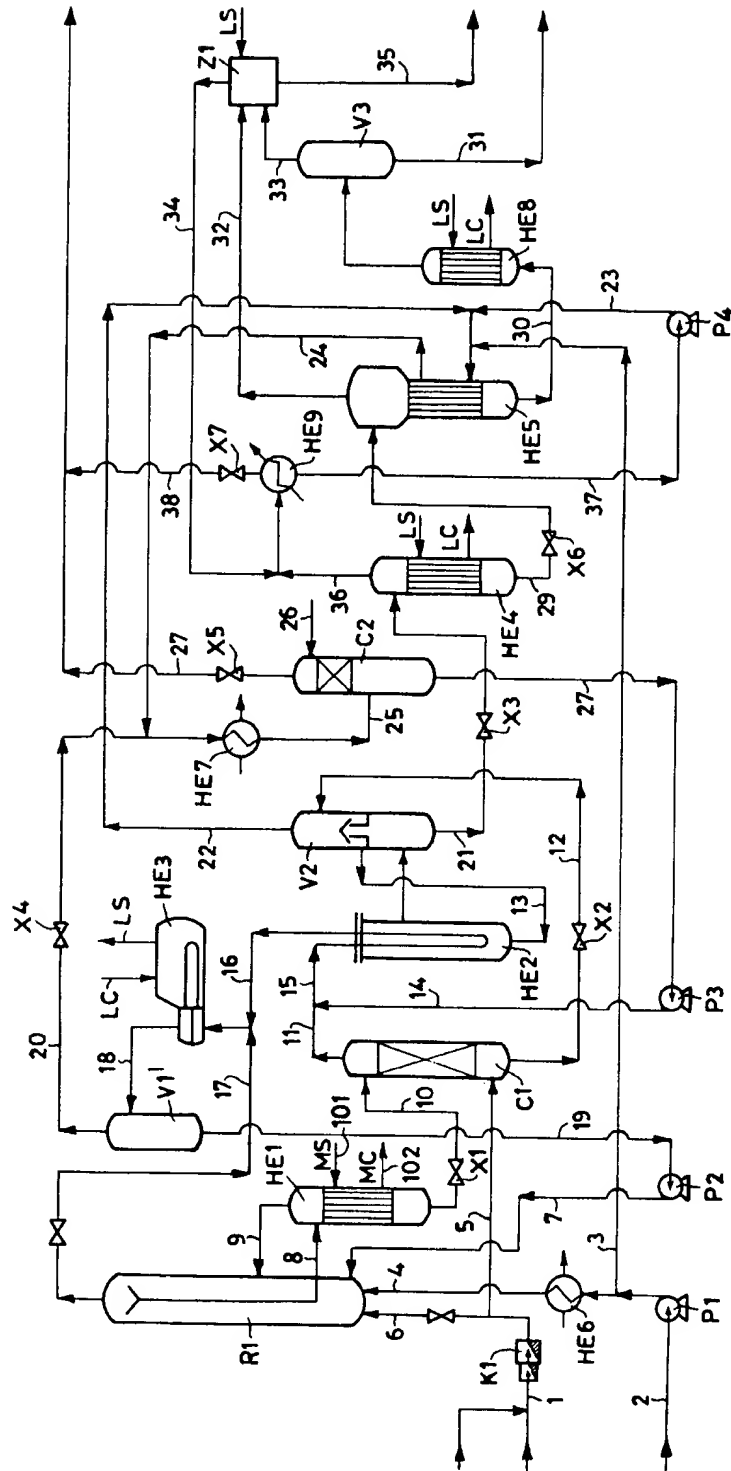 LS
Z1
35
34
32
33
V3
31
LS
LC
HE8
30
23
24
HE5
P4
X7
38
HE9
37
X6
LS
LC
36
HE4
29
26
C2
27
X5
25
27
HE7
X3
22
V2
21
12
X4
HE3
LS
LC
16
13
X2
15
HE2
14
11
P3
20
18
V1'
17
10
C1
19
HE1
MS
101
MC
102
X1
9
8
7
P2
5
4
3
6
R1
HE6
K1
1
2
P1